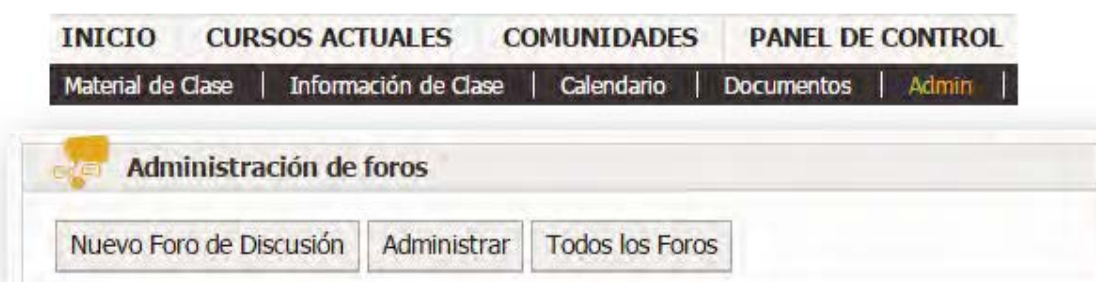 INICIO CURSOS ACTUALES COMUNIDADES PANEL DE CONTROL
Material de Clase | Información de Clase | Calendario | Documentos | Admin |
Administración de foros
Nuevo Foro de Discusión Administrar Todos los Foros